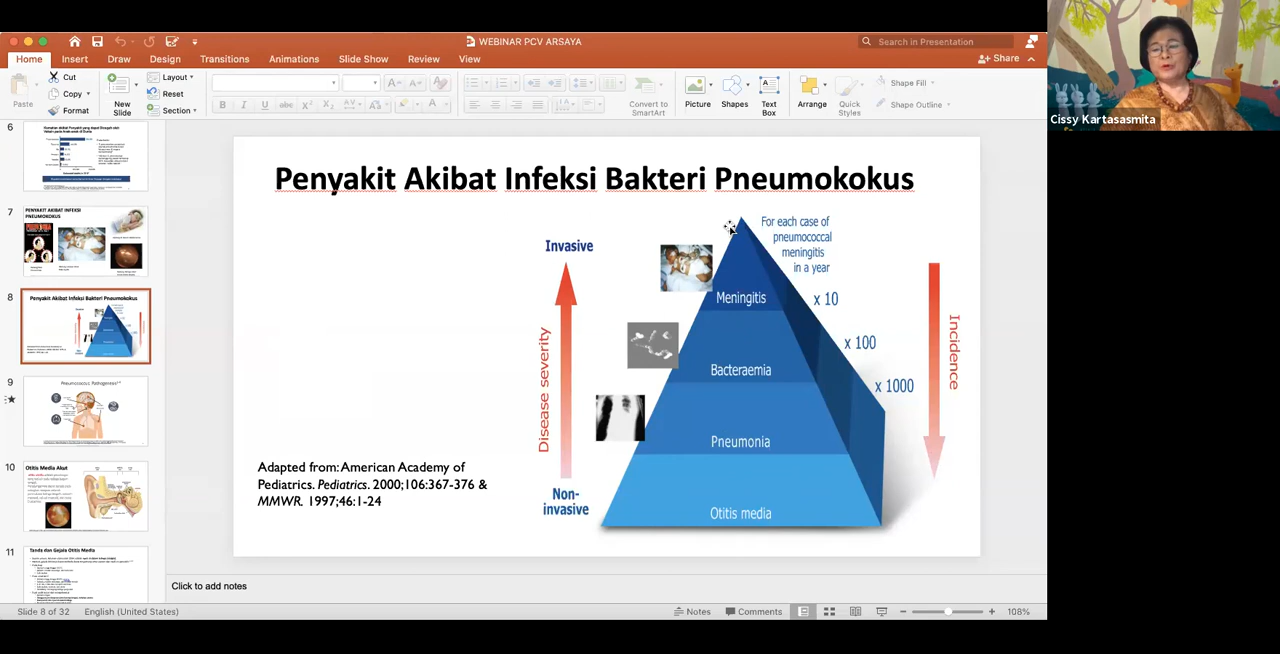 WEBINAR PCV ARSAYA
Search in Presentation
Home Insert Draw Design Transitions Animations Slide Show Review View
Share
Paste
Cut
Copy
Format
New
Slide
Layout
Reset
Section
Convert to
SmartArt
Picture
Shapes
Text
Box
Arrange
Quick
Styles
Shape Fill
Shape Outline
Cissy Kartasasmita
6
7
PENYAKIT AKIBAT INFEKSI
PNEUMOKOKUS
8
Penyakit Akibat Infeksi Bakteri Pneumokokus
9
10
Otitis Media Akut
11
Tanda dan Gejala Otitis Media
Penyakit Akibat Infeksi Bakteri Pneumokokus
Invasive
Disease severity
Non-
invasive
For each case of
pneumococcal
meningitis
in a year
Meningitis
x 10
Bacteraemia
x 100
Pneumonia
x 1000
Otitis media
Incidence
Adapted from: American Academy of
Pediatrics. Pediatrics. 2000;106:367-376 &
MMWR. 1997;46:1-24
Click to add notes
Slide 8 of 32 English (United States)
Notes Comments 108%